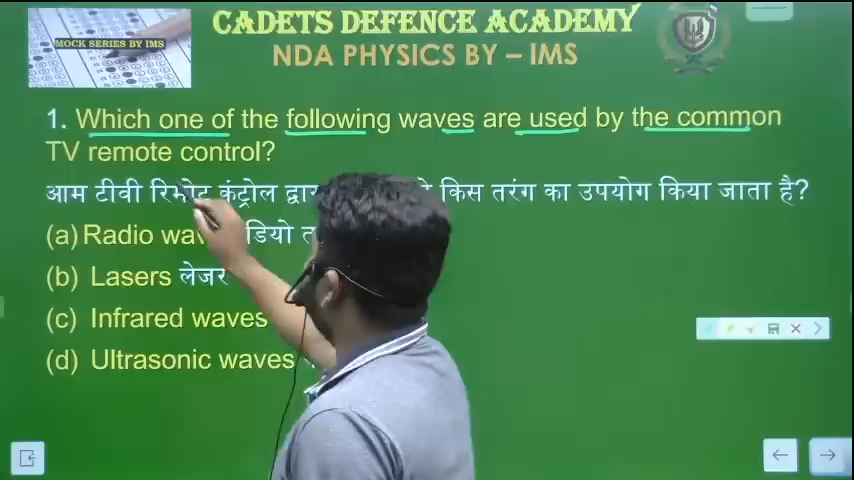 MOCK SERIES BY IMS
CADETS DEFENCE ACADEMY
NDA PHYSICS BY – IMS
1. Which one of the following waves are used by the common
TV remote control?
आम टीवी रिमोट कंट्रोल किस तरंग का उपयोग किया जाता है?
(a) Radio
(b) Lasers लेजर
(c) Infrared waves
(d) Ultrasonic waves